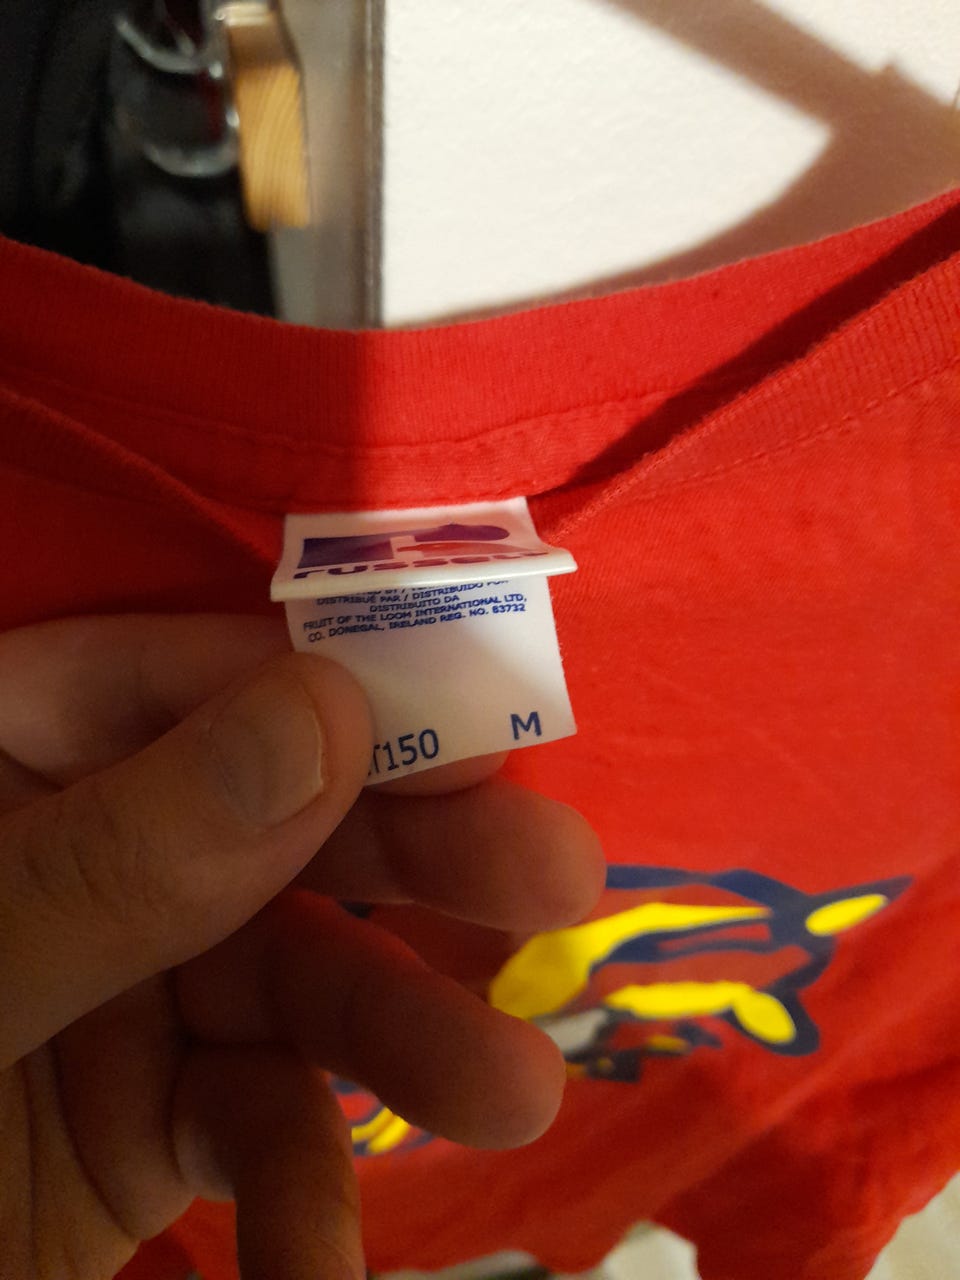 russell
DISTRIBUÉ PAR / DISTRIBUIDO POR
DISTRIBUITO DA
FRUIT OF THE LOOM INTERNATIONAL LTD,
CO. DONEGAL, IRELAND REG. NO. 83732
T150 M